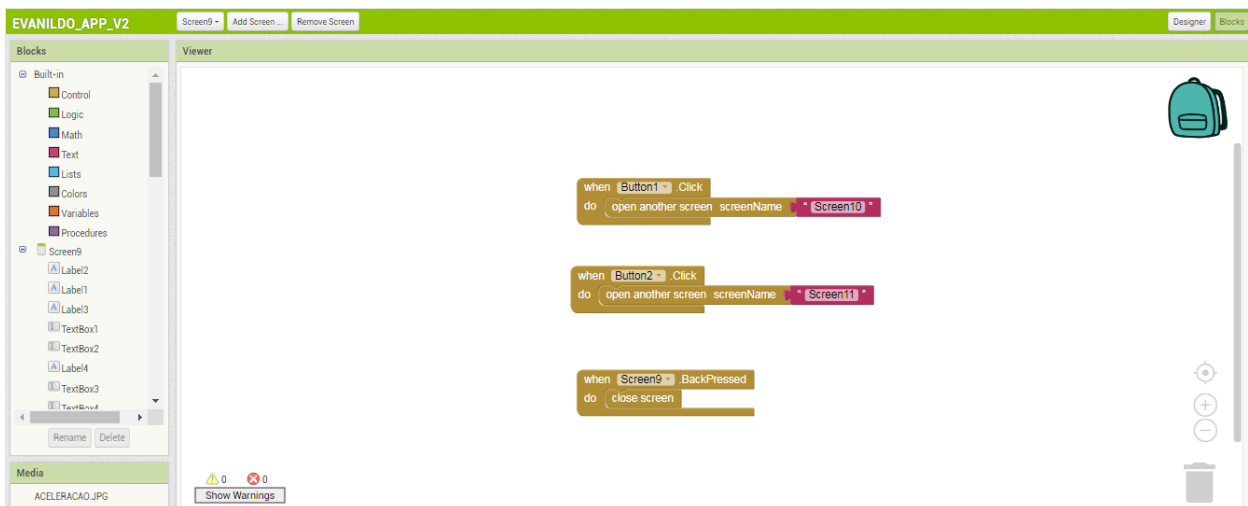 EVANILDO_APP_V2 Screen9 Add Screen ... Remove Screen Designer Blocks
Blocks Viewer
Built-in
Control
Logic
Math
Text
Lists
Colors
Variables
Procedures
Screen9
Label2
Label1
Label3
TextBox1
TextBox2
Label4
TextBox3
TextBox4
Rename Delete
Media
ACELERACAO.JPG
when Button1 .Click
do open another screen screenName " Screen10 "
when Button2 .Click
do open another screen screenName " Screen11 "
when Screen9 .BackPressed
do close screen
0 0
Show Warnings